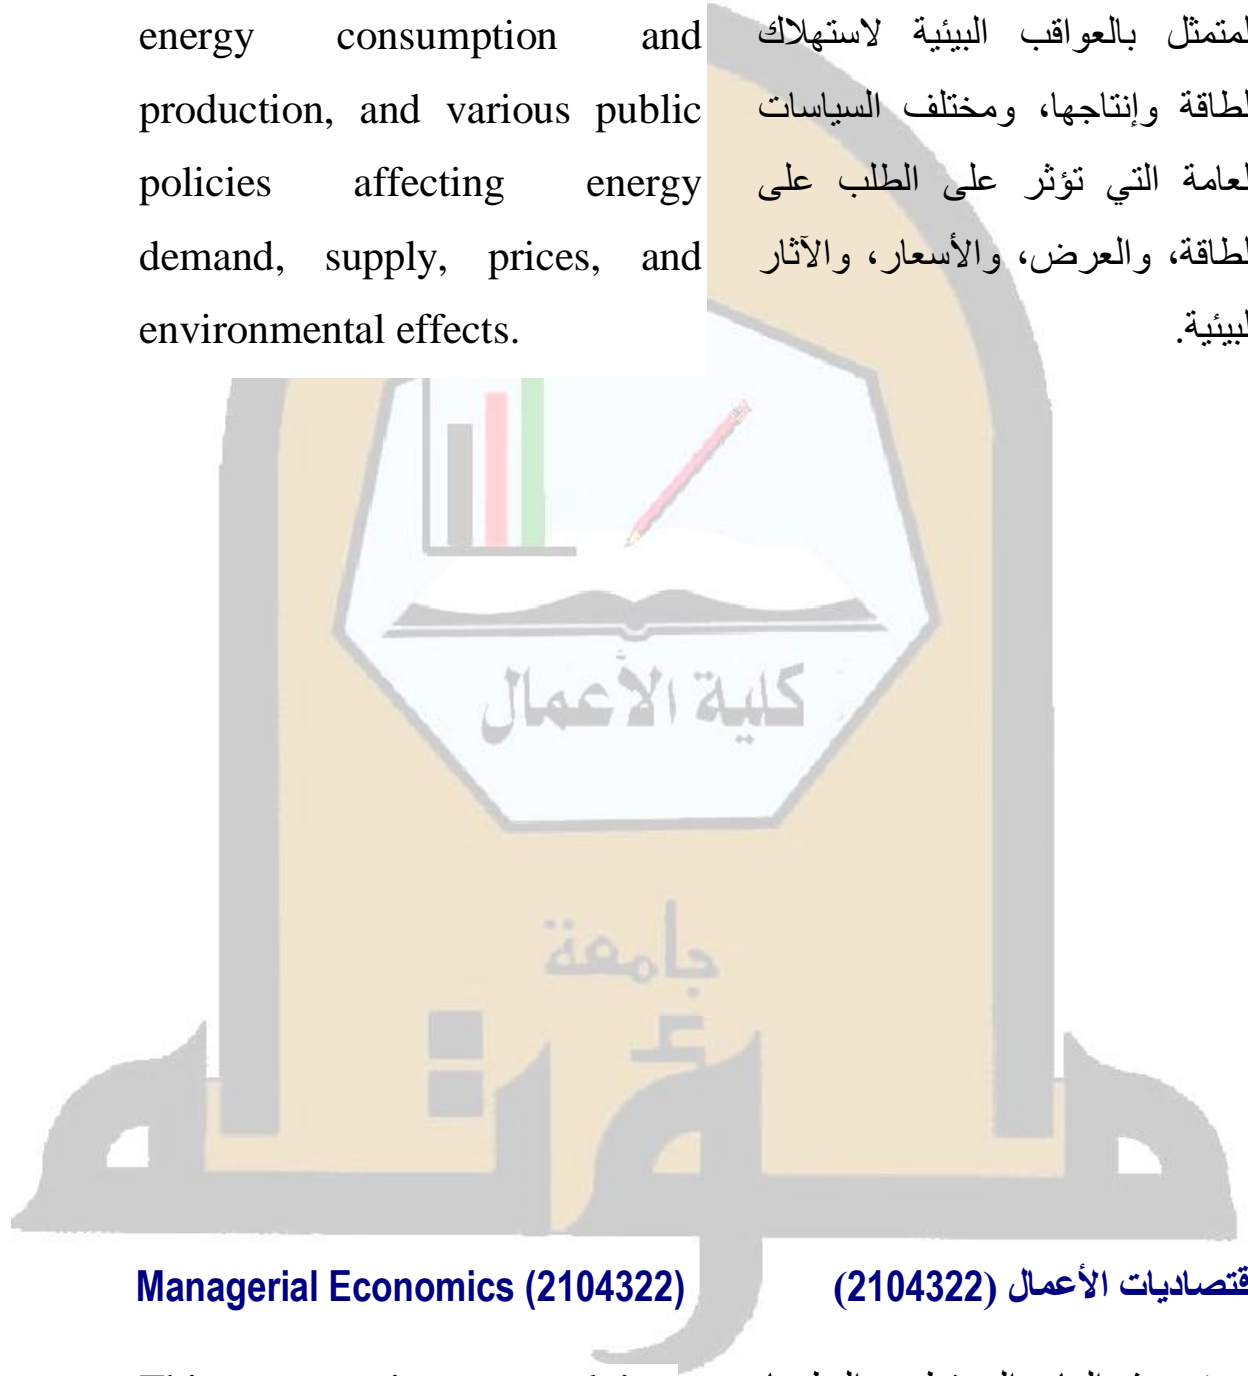 energy consumption and
production, and various public
policies affecting energy
demand, supply, prices, and
environmental effects.
لمتمثل بالعواقب البيئية لاستهلاك
لطاقة وإنتاجها، ومختلف السياسات
لعامة التي تؤثر على الطلب على
لطاقة، والعرض، والأسعار، والآثار
لبيئية.
كلية الأعمال
جامعة
مؤته
Managerial Economics (2104322)
قتصاديات الأعمال (2104322)